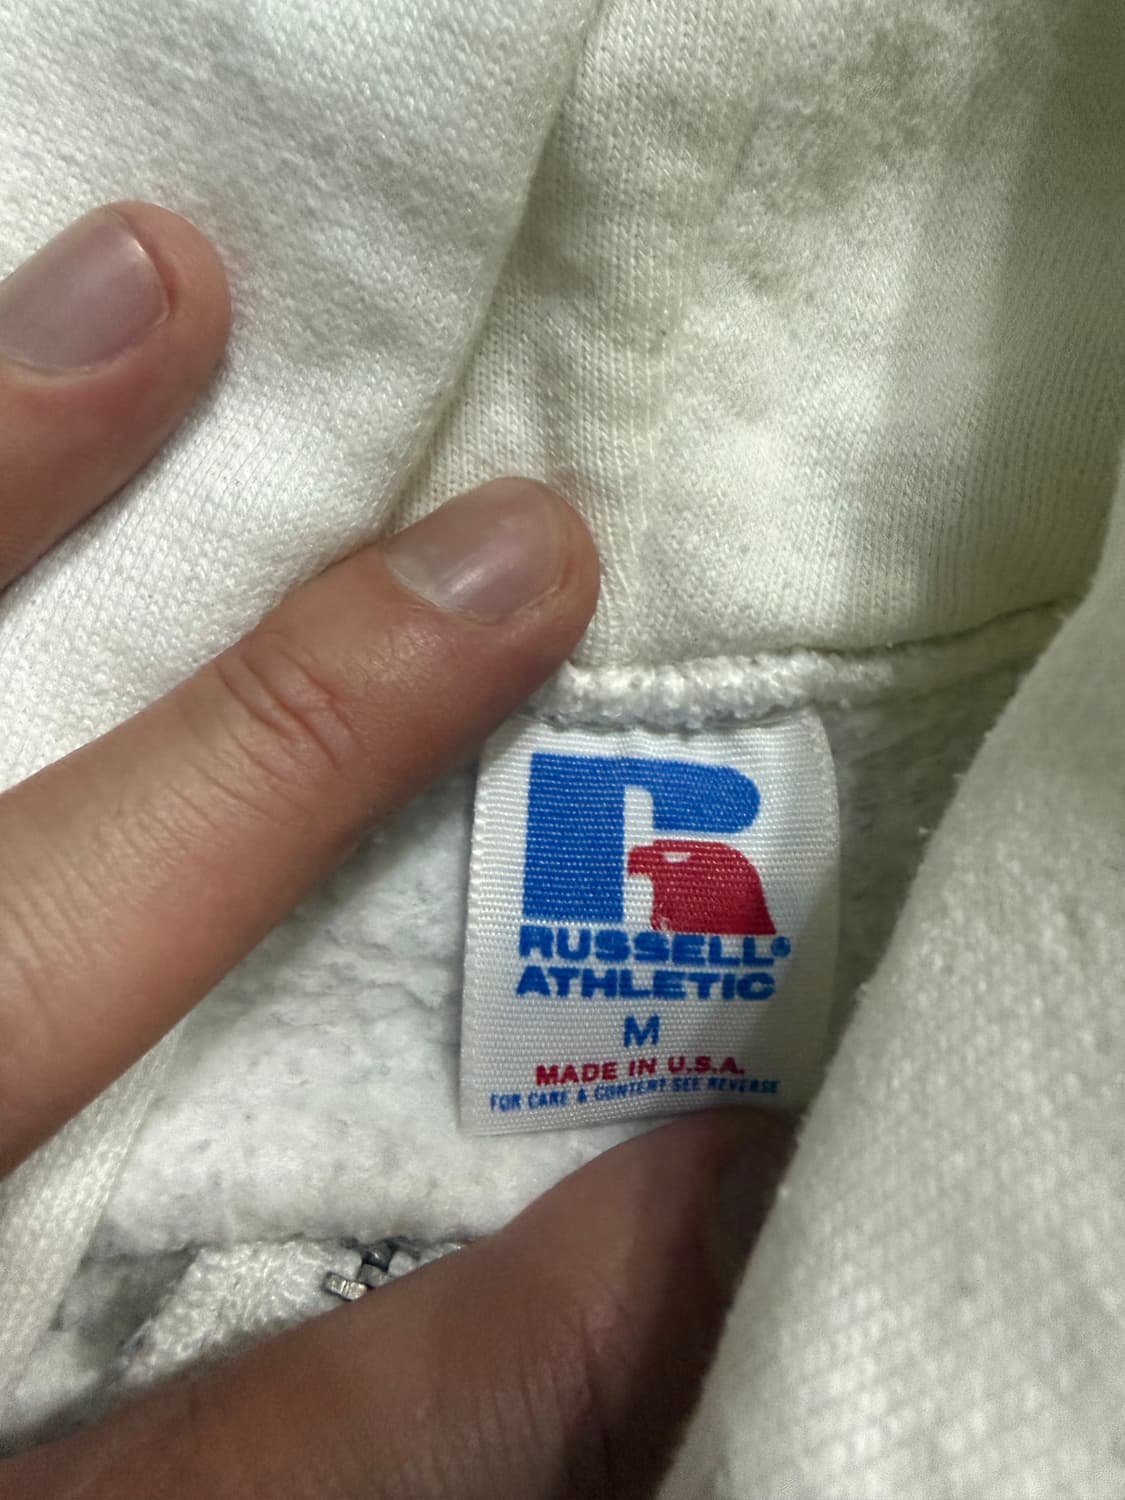 RUSSELL®
ATHLETIC
M
MADE IN U.S.A.
FOR CARE & CONTENT SEE REVERSE